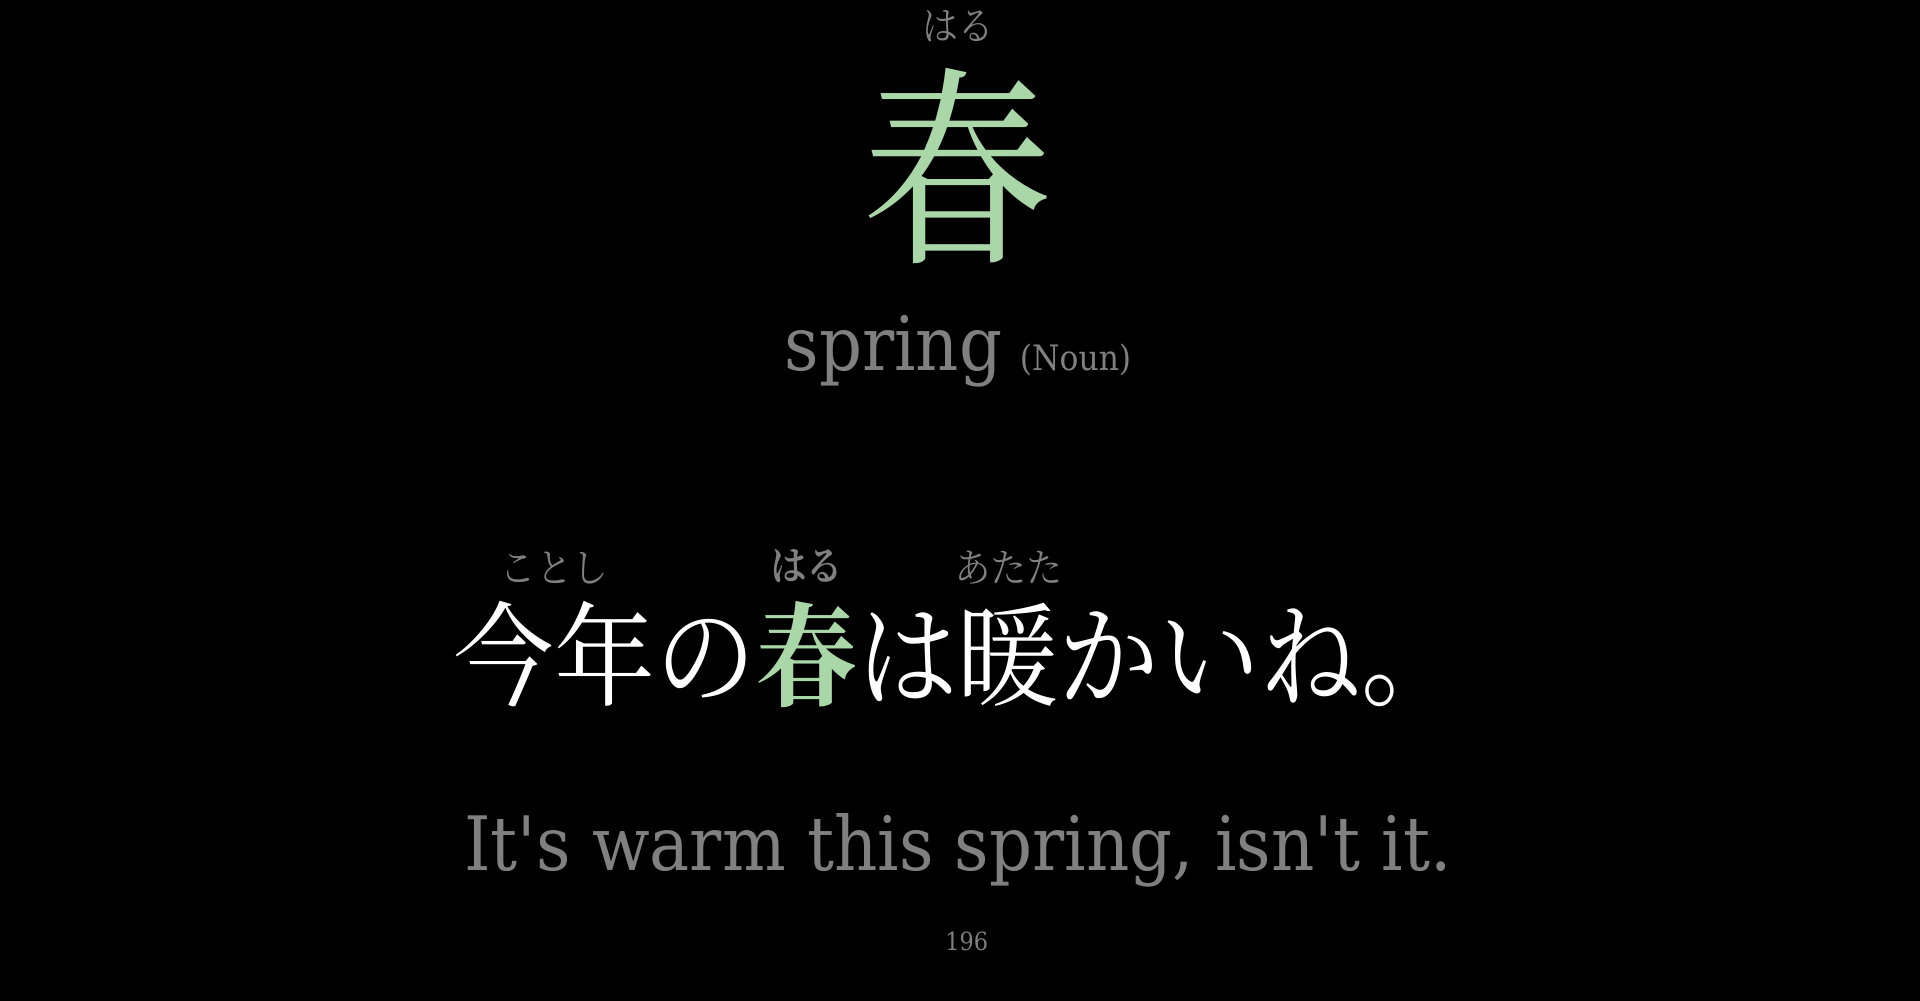 はる
春
spring (Noun)
ことし はる あたた
今年の春は暖かいね。
It's warm this spring, isn't it.
196